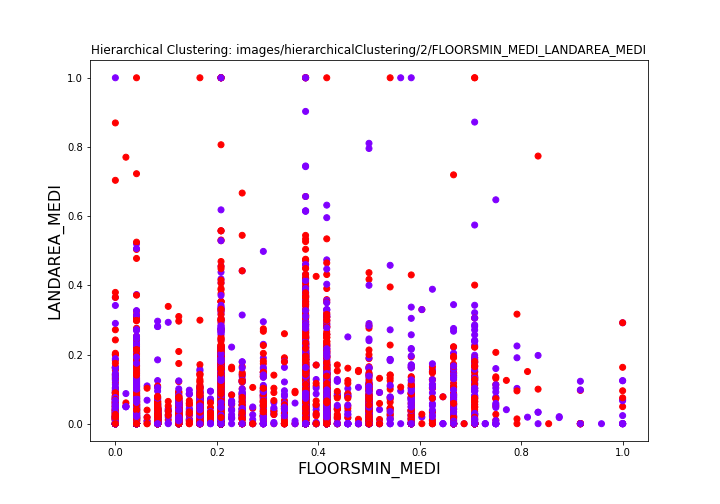 Hierarchical Clustering: images/hierarchicalClustering/2/FLOORSMIN_MEDI_LANDAREA_MEDI
1.0
0.8
0.6
0.4
0.2
0.0
LANDAREA_MEDI
0.0 0.2 0.4 0.6 0.8 1.0
FLOORSMIN_MEDI